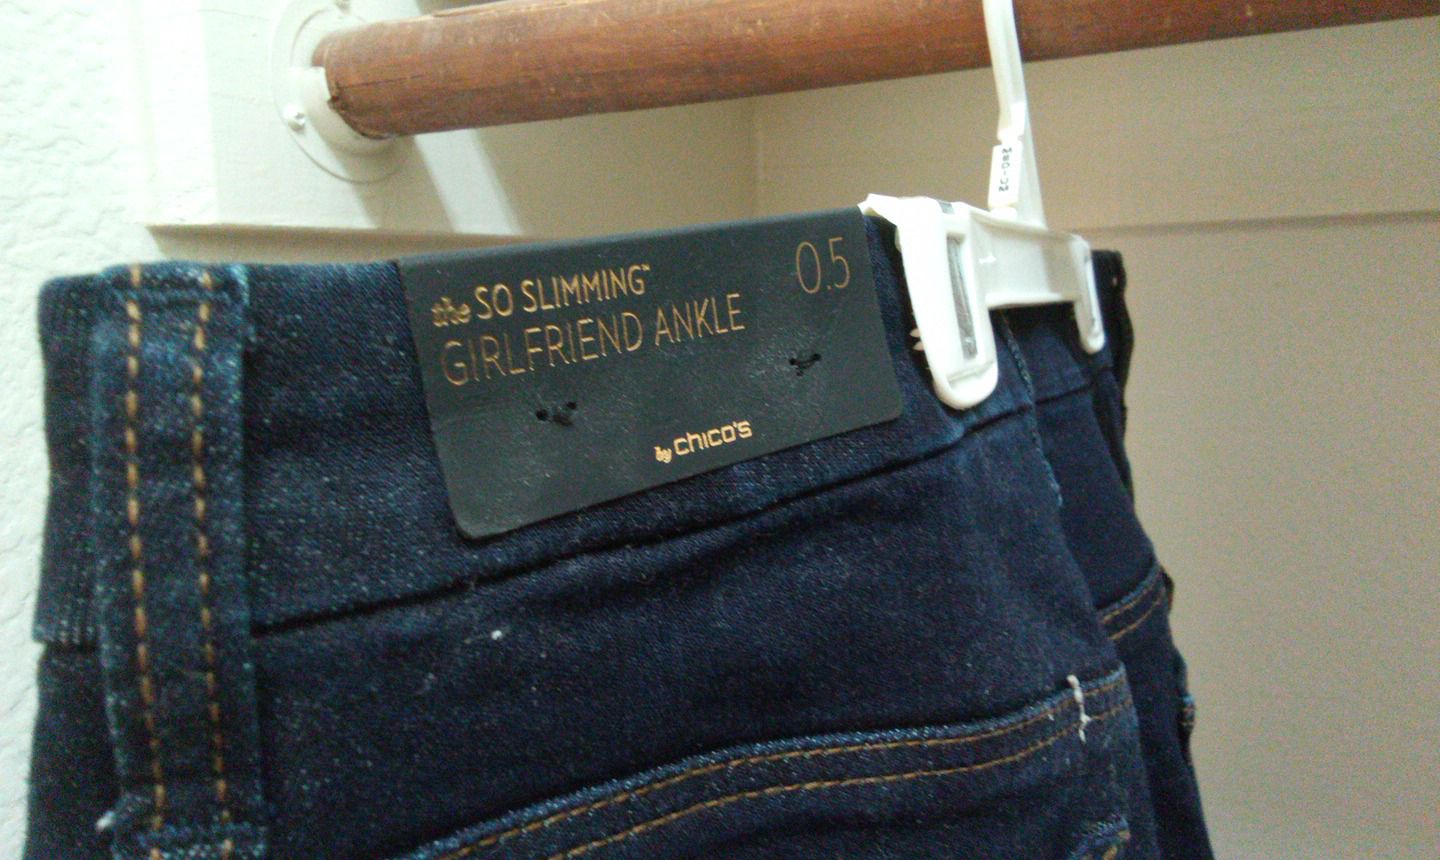 the SO SLIMMING™
GIRLFRIEND ANKLE
0.5
by chico's